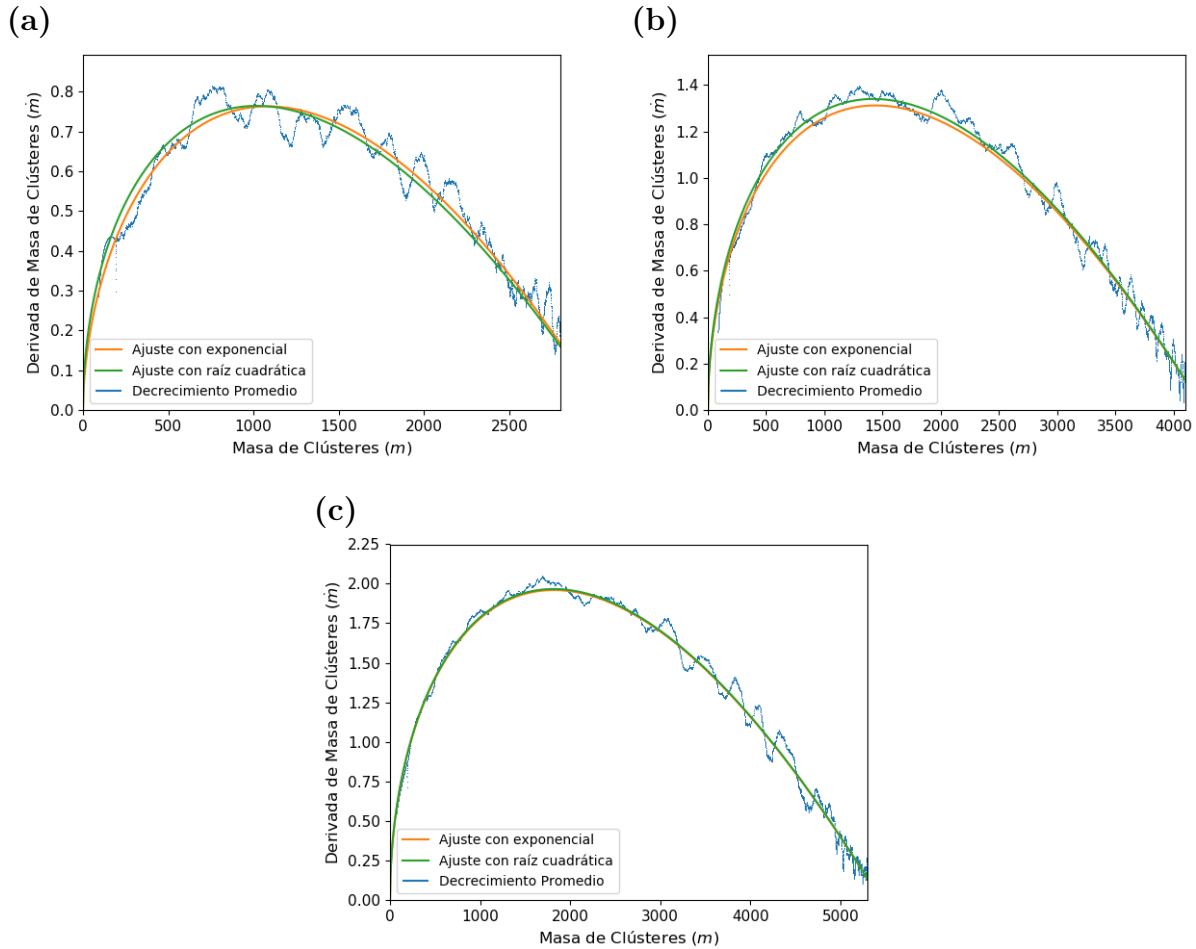 (a)
Derivada de Masa de Clústeres (ṁ)
0.8
0.7
0.6
0.5
0.4
0.3
0.2
0.1
0.0
Ajuste con exponencial
Ajuste con raíz cuadrática
Decrecimiento Promedio
0 500 1000 1500 2000 2500
Masa de Clústeres (m)
(b)
Derivada de Masa de Clústeres (ṁ)
1.4
1.2
1.0
0.8
0.6
0.4
0.2
0.0
Ajuste con exponencial
Ajuste con raíz cuadrática
Decrecimiento Promedio
0 500 1000 1500 2000 2500 3000 3500 4000
Masa de Clústeres (m)
(c)
Derivada de Masa de Clústeres (ṁ)
2.25
2.00
1.75
1.50
1.25
1.00
0.75
0.50
0.25
0.00
Ajuste con exponencial
Ajuste con raíz cuadrática
Decrecimiento Promedio
0 1000 2000 3000 4000 5000
Masa de Clústeres (m)